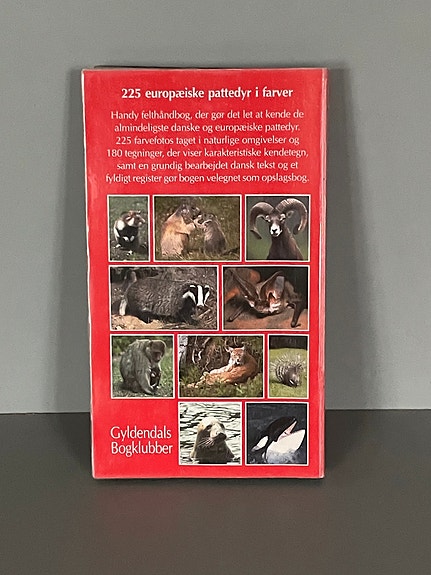 225 europæiske pattedyr i farver
Handy felthåndbog, der gør det let at kende de
almindeligste danske og europæiske pattedyr.
225 farvefotos taget i naturlige omgivelser og
180 tegninger, der viser karakteristiske kendetegn,
samt en grundig bearbejdet dansk tekst og et
fyldigt register gør bogen velegnet som opslagsbog.
Gyldendals
Bogklubber